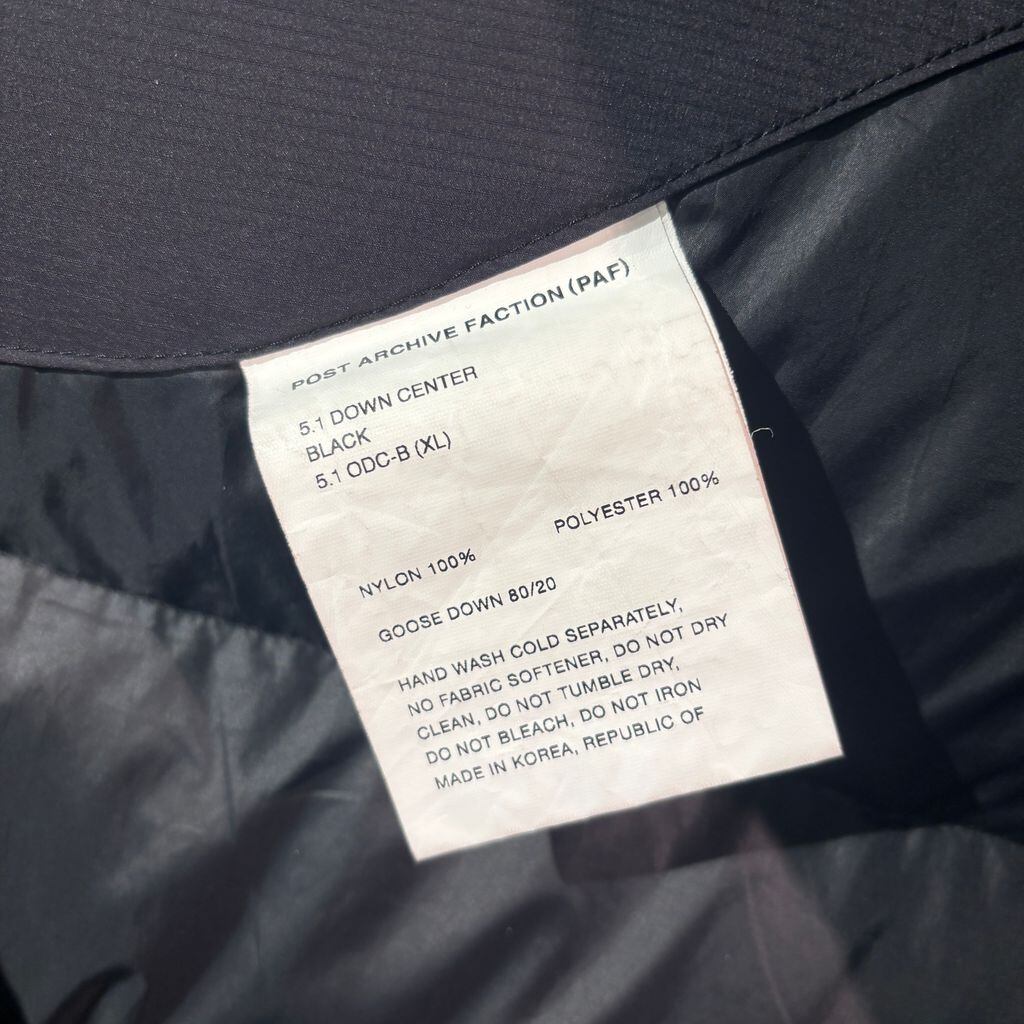 POST ARCHIVE FACTION (PAF)
5.1 DOWN CENTER
BLACK
5.1 ODC-B (XL)
POLYESTER 100%
NYLON 100%
GOOSE DOWN 80/20
HAND WASH COLD SEPARATELY,
NO FABRIC SOFTENER, DO NOT DRY
CLEAN, DO NOT TUMBLE DRY,
DO NOT BLEACH, DO NOT IRON
MADE IN KOREA, REPUBLIC OF